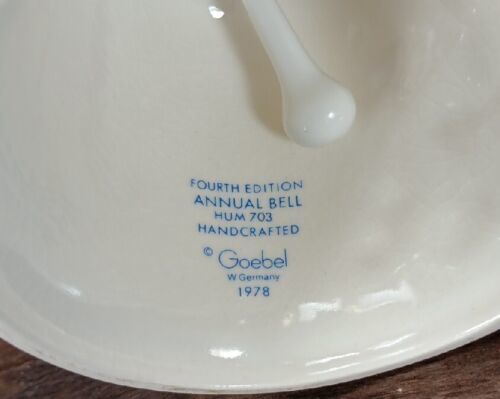 FOURTH EDITION
ANNUAL BELL
HUM 703
HANDCRAFTED
© Goebel
W Germany
1978